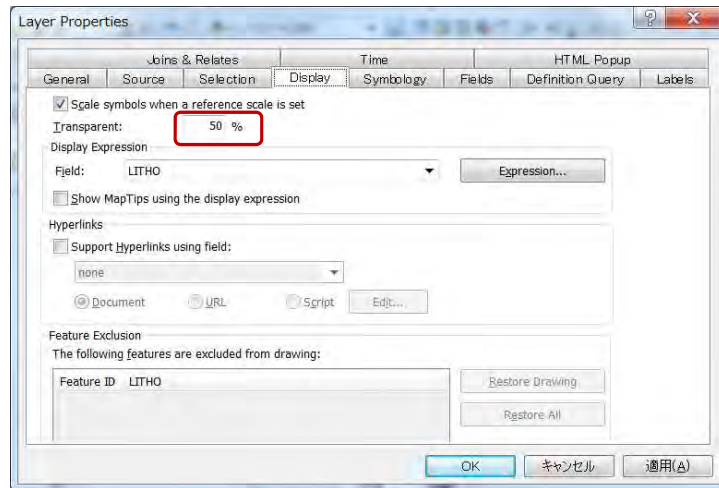 Layer Properties
Joins & Relates Time HTML Popup
General Source Selection Display Symbology Fields Definition Query Labels
Scale symbols when a reference scale is set
Transparent: 50 %
Display Expression
Field: LITHO Expression...
Show MapTips using the display expression
Hyperlinks
Support Hyperlinks using field:
none
Document URL Script Edit...
Feature Exclusion
The following features are excluded from drawing:
Feature ID LITHO Restore Drawing
Restore All
OK キャンセル 適用(A)